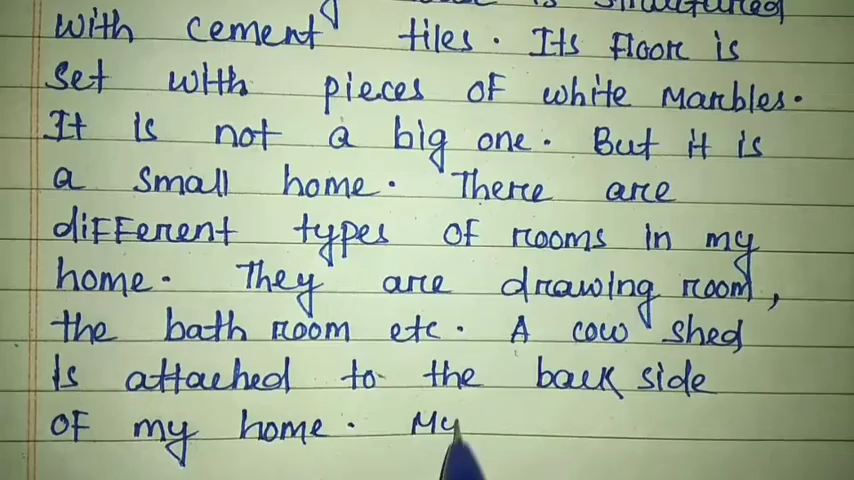 is structured
with cement tiles. Its floor is
set with pieces of white marbles.
It is not a big one. But it is
a small home. There are
different types of rooms in my
home. They are drawing room,
the bath room etc. A cow shed
is attached to the back side
of my home. My